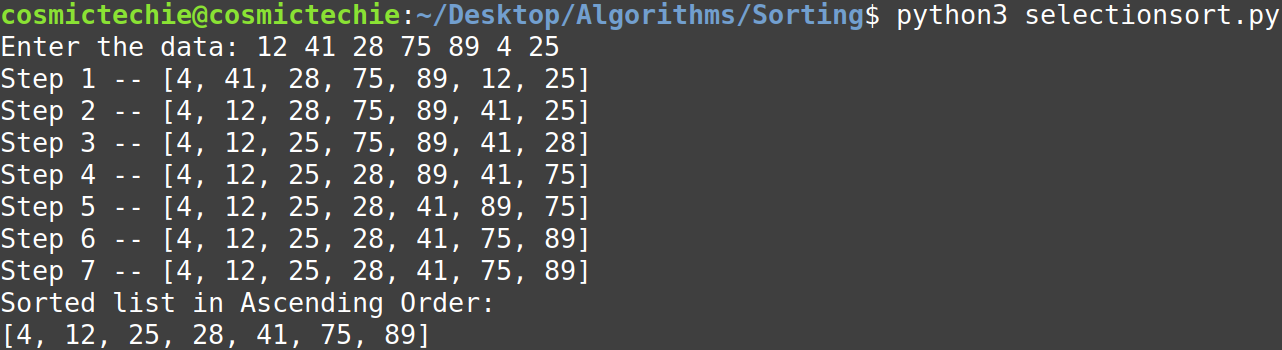 cosmictechie@cosmictechie:~/Desktop/Algorithms/Sorting$ python3 selectionsort.py
Enter the data: 12 41 28 75 89 4 25
Step 1 -- [4, 41, 28, 75, 89, 12, 25]
Step 2 -- [4, 12, 28, 75, 89, 41, 25]
Step 3 -- [4, 12, 25, 75, 89, 41, 28]
Step 4 -- [4, 12, 25, 28, 89, 41, 75]
Step 5 -- [4, 12, 25, 28, 41, 89, 75]
Step 6 -- [4, 12, 25, 28, 41, 75, 89]
Step 7 -- [4, 12, 25, 28, 41, 75, 89]
Sorted list in Ascending Order:
[4, 12, 25, 28, 41, 75, 89]